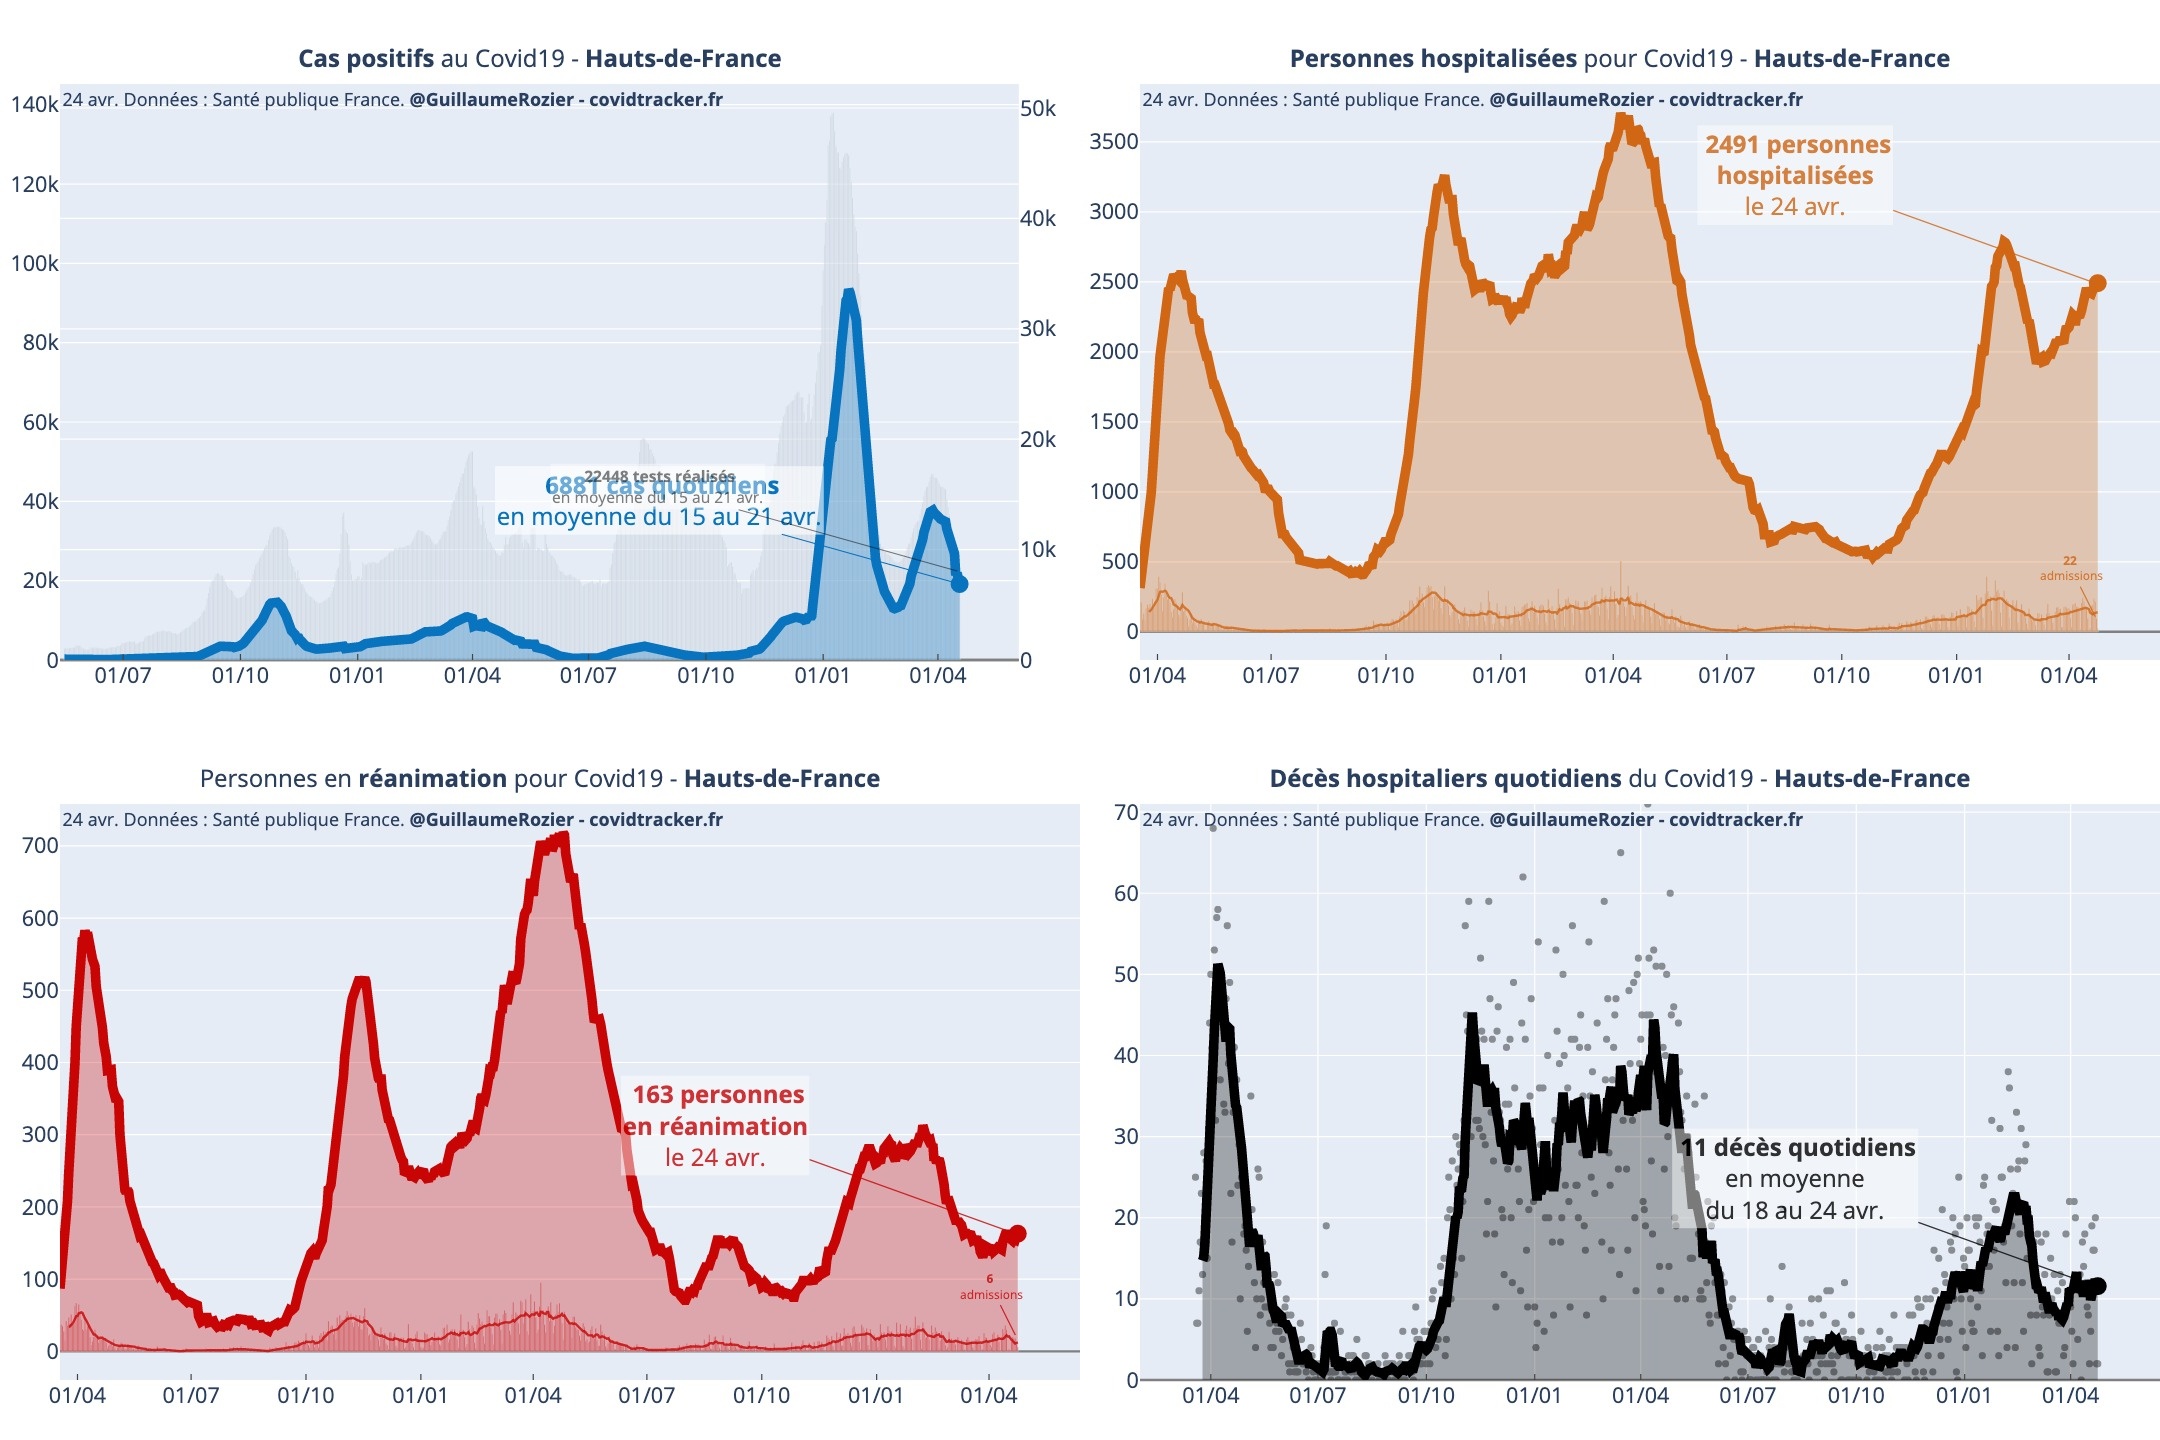 Cas positifs au Covid19 - Hauts-de-France
24 avr. Données : Santé publique France. @GuillaumeRozier - covidtracker.fr
140k
120k
100k
80k
60k
40k
20k
0
50k
40k
30k
20k
10k
0
22448 tests réalisés
en moyenne du 15 au 21 avr.
6881 cas quotidiens
en moyenne du 15 au 21 avr.
01/07 01/10 01/01 01/04 01/07 01/10 01/01 01/04
Personnes hospitalisées pour Covid19 - Hauts-de-France
24 avr. Données : Santé publique France. @GuillaumeRozier - covidtracker.fr
3500
3000
2500
2000
1500
1000
500
0
2491 personnes
hospitalisées
le 24 avr.
22
admissions
01/04 01/07 01/10 01/01 01/04 01/07 01/10 01/01 01/04
Personnes en réanimation pour Covid19 - Hauts-de-France
24 avr. Données : Santé publique France. @GuillaumeRozier - covidtracker.fr
700
600
500
400
300
200
100
0
163 personnes
en réanimation
le 24 avr.
6
admissions
01/04 01/07 01/10 01/01 01/04 01/07 01/10 01/01 01/04
Décès hospitaliers quotidiens du Covid19 - Hauts-de-France
24 avr. Données : Santé publique France. @GuillaumeRozier - covidtracker.fr
70
60
50
40
30
20
10
0
11 décès quotidiens
en moyenne
du 18 au 24 avr.
01/04 01/07 01/10 01/01 01/04 01/07 01/10 01/01 01/04